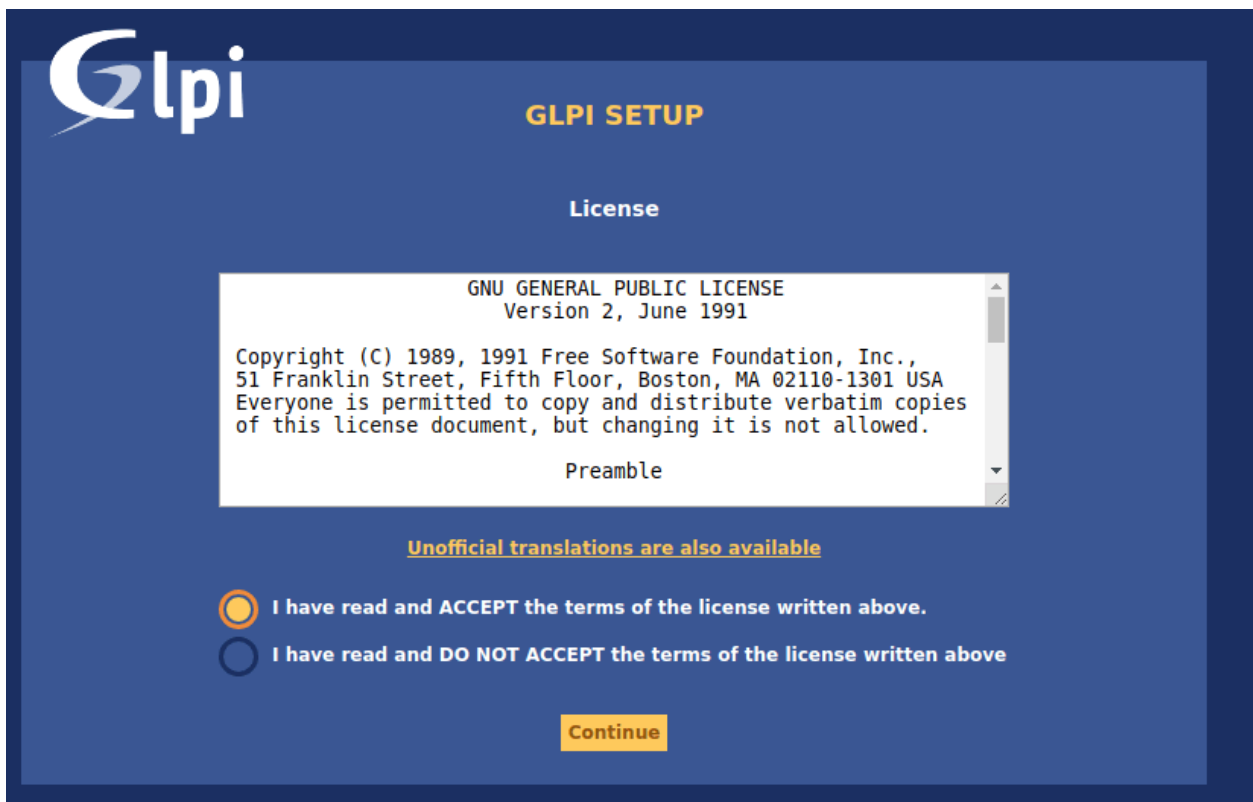 Glpi
GLPI SETUP
License
GNU GENERAL PUBLIC LICENSE
Version 2, June 1991
Copyright (C) 1989, 1991 Free Software Foundation, Inc.,
51 Franklin Street, Fifth Floor, Boston, MA 02110-1301 USA
Everyone is permitted to copy and distribute verbatim copies
of this license document, but changing it is not allowed.
Preamble
Unofficial translations are also available
I have read and ACCEPT the terms of the license written above.
I have read and DO NOT ACCEPT the terms of the license written above
Continue